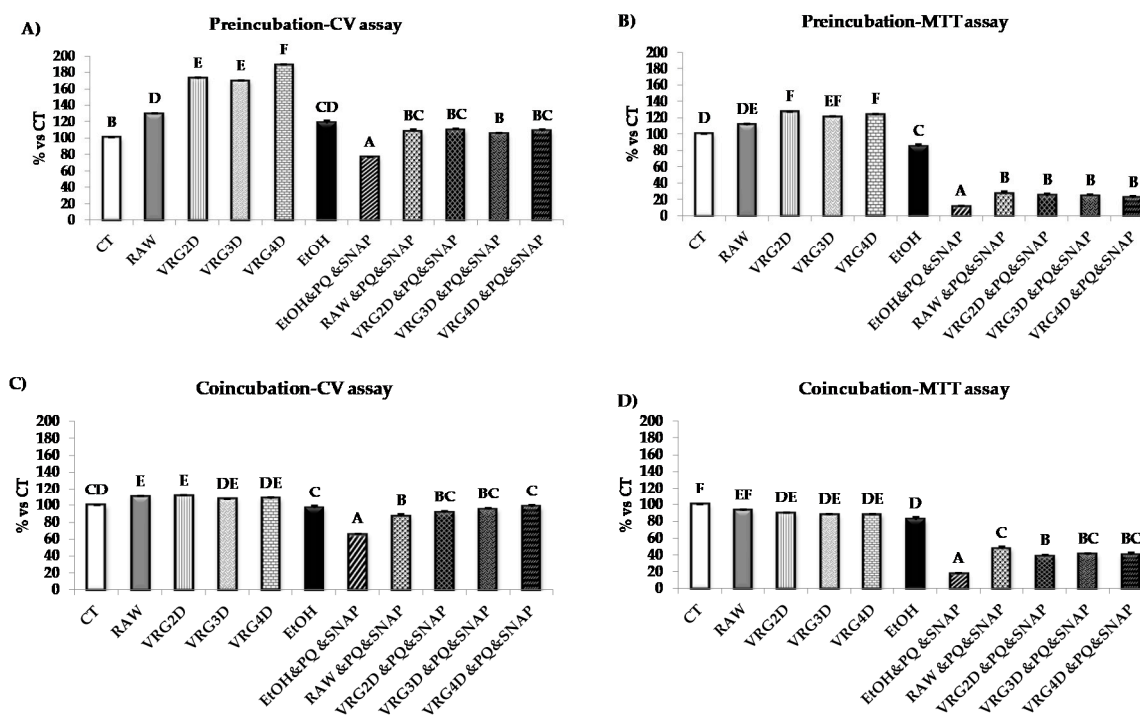 A)
Preincubation-CV assay
% vs CT
200
180
160
140
120
100
80
60
40
20
0
B
D
E
E
F
CD
A
BC
BC
B
BC
CT
RAW
VRG2D
VRG3D
VRG4D
EtOH
EtOH&PQ &SNAP
RAW &PQ&SNAP
VRG2D &PQ&SNAP
VRG3D &PQ&SNAP
VRG4D &PQ&SNAP
B)
Preincubation-MTT assay
% vs CT
200
180
160
140
120
100
80
60
40
20
0
D
DE
F
EF
F
C
A
B
B
B
B
CT
RAW
VRG2D
VRG3D
VRG4D
EtOH
EtOH&PQ &SNAP
RAW &PQ&SNAP
VRG2D &PQ&SNAP
VRG3D &PQ&SNAP
VRG4D &PQ&SNAP
C)
Coincubation-CV assay
% vs CT
200
180
160
140
120
100
80
60
40
20
0
CD
E
E
DE
DE
C
A
B
BC
BC
C
CT
RAW
VRG2D
VRG3D
VRG4D
EtOH
EtOH&PQ &SNAP
RAW &PQ&SNAP
VRG2D &PQ&SNAP
VRG3D &PQ&SNAP
VRG4D &PQ&SNAP
D)
Coincubation-MTT assay
% vs CT
200
180
160
140
120
100
80
60
40
20
0
F
EF
DE
DE
DE
D
A
C
B
BC
BC
CT
RAW
VRG2D
VRG3D
VRG4D
EtOH
EtOH&PQ &SNAP
RAW &PQ&SNAP
VRG2D &PQ&SNAP
VRG3D &PQ&SNAP
VRG4D &PQ&SNAP